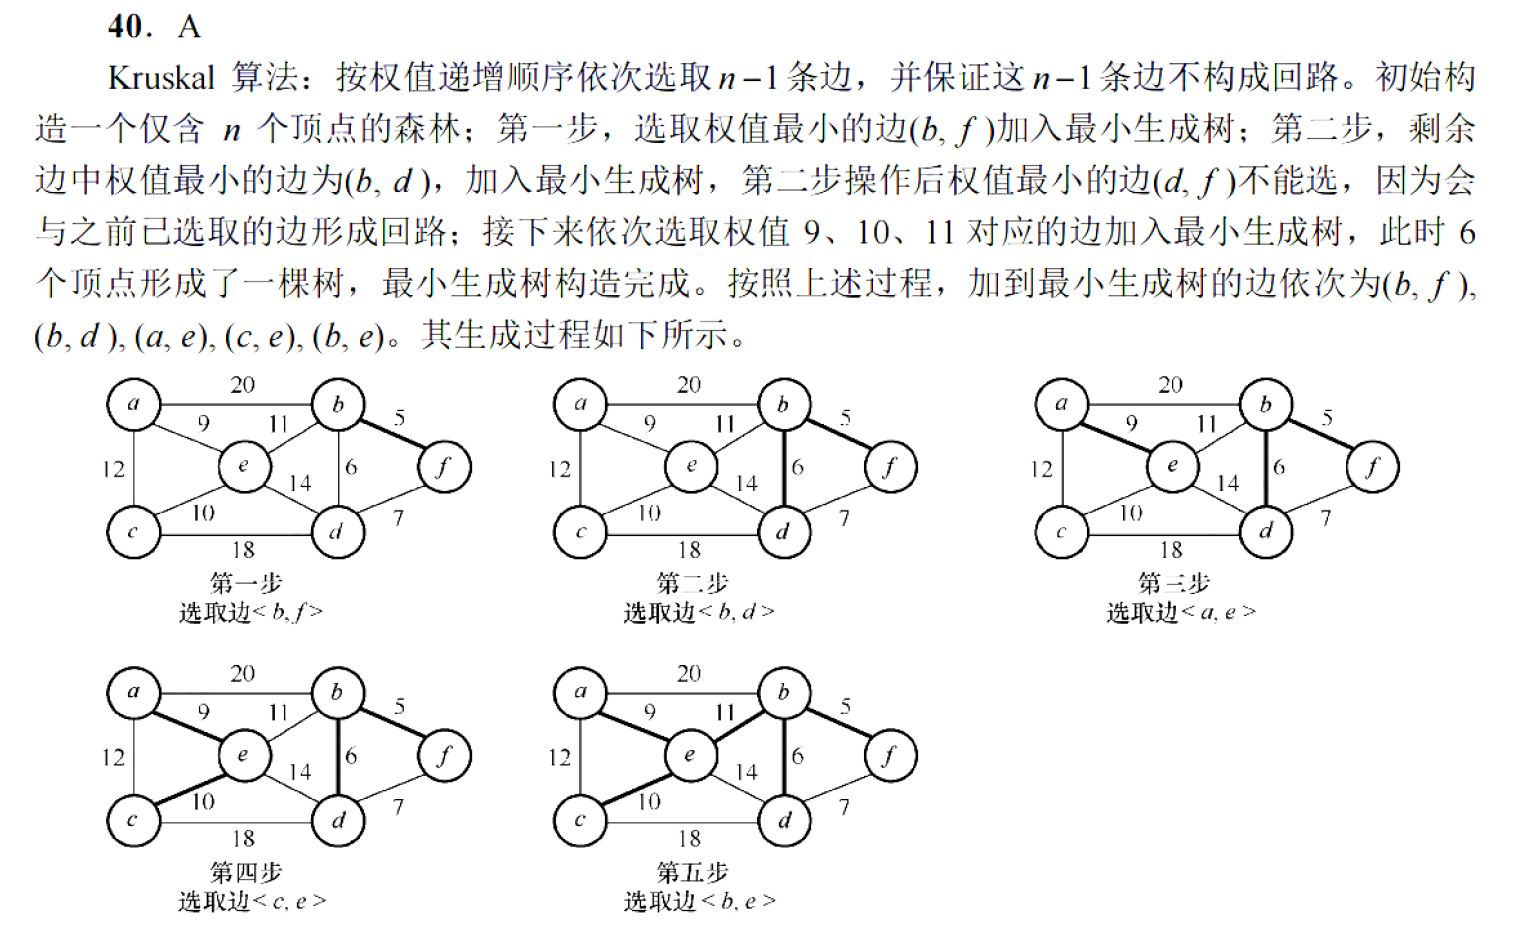 40. A
Kruskal 算法：按权值递增顺序依次选取 n−1 条边，并保证这 n−1 条边不构成回路。初始构
造一个仅含 n 个顶点的森林；第一步，选取权值最小的边(b, f )加入最小生成树；第二步，剩余
边中权值最小的边为(b, d )，加入最小生成树，第二步操作后权值最小的边(d, f )不能选，因为会
与之前已选取的边形成回路；接下来依次选取权值 9、10、11 对应的边加入最小生成树，此时 6
个顶点形成了一棵树，最小生成树构造完成。按照上述过程，加到最小生成树的边依次为(b, f ),
(b, d ), (a, e), (c, e), (b, e)。其生成过程如下所示。
a 20 b
9 11 5
12 e 6 f
14
10 7
c 18 d
第一步
选取边< b, f >
a 20 b
9 11 5
12 e 6 f
14
10 7
c 18 d
第二步
选取边< b, d >
a 20 b
9 11 5
12 e 6 f
14
10 7
c 18 d
第三步
选取边< a, e >
a 20 b
9 11 5
12 e 6 f
14
10 7
c 18 d
第四步
选取边< c, e >
a 20 b
9 11 5
12 e 6 f
14
10 7
c 18 d
第五步
选取边< b, e >